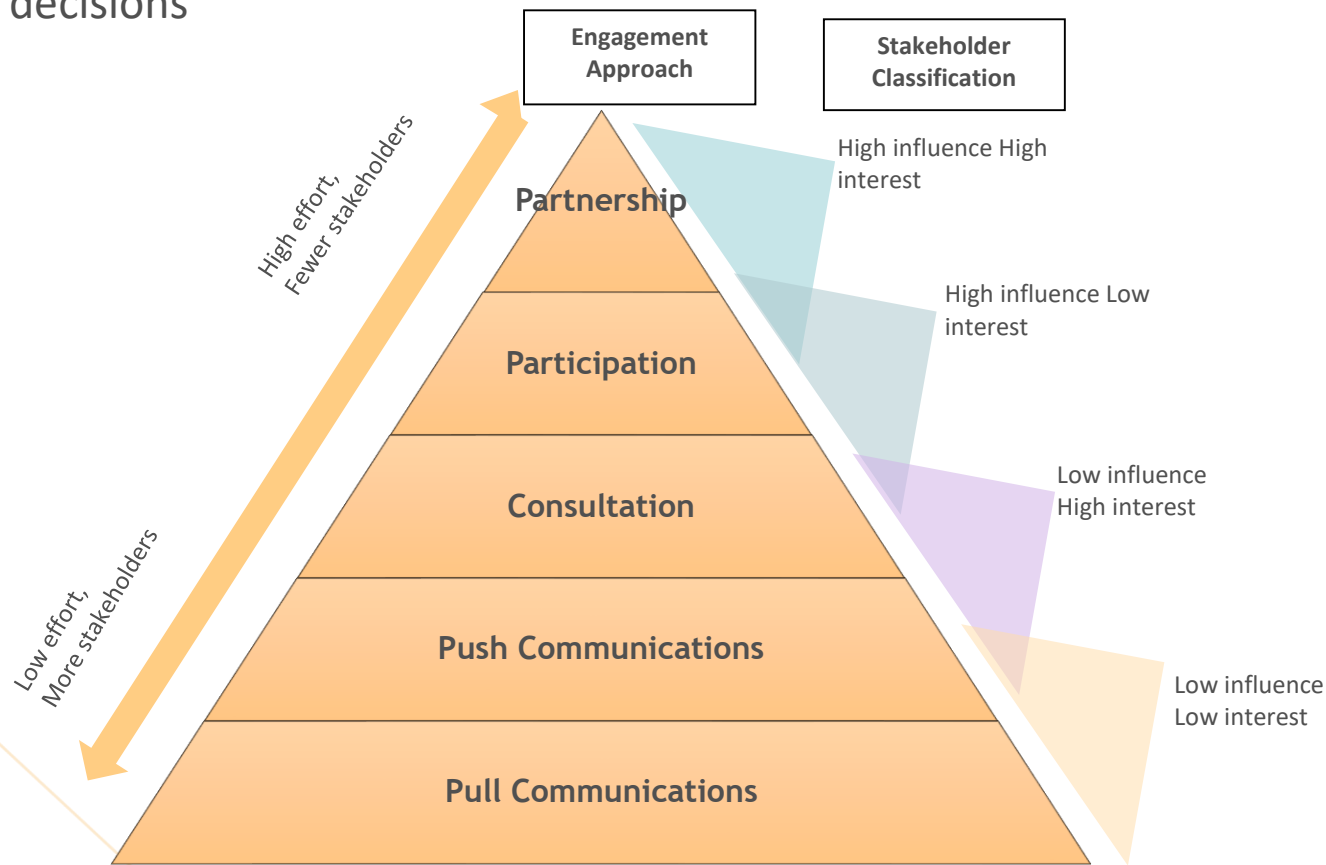 decisions
Engagement
Approach
Stakeholder
Classification
High effort,
Fewer stakeholders
Low effort,
More stakeholders
Partnership
Participation
Consultation
Push Communications
Pull Communications
High influence High
interest
High influence Low
interest
Low influence
High interest
Low influence
Low interest